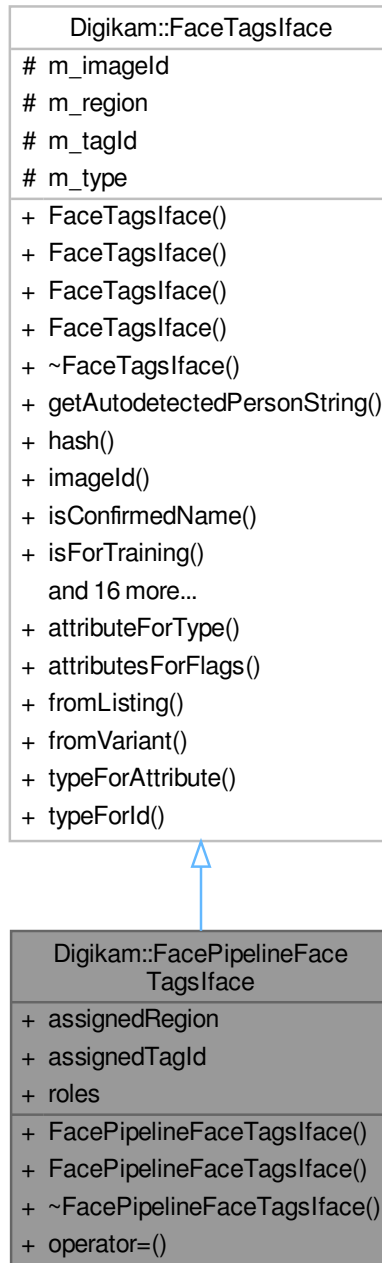 Digikam::FaceTagsIface
# m_imageId
# m_region
# m_tagId
# m_type
+ FaceTagsIface()
+ FaceTagsIface()
+ FaceTagsIface()
+ FaceTagsIface()
+ ~FaceTagsIface()
+ getAutodetectedPersonString()
+ hash()
+ imageId()
+ isConfirmedName()
+ isForTraining()
and 16 more...
+ attributeForType()
+ attributesForFlags()
+ fromListing()
+ fromVariant()
+ typeForAttribute()
+ typeForId()
Digikam::FacePipelineFace
TagsIface
+ assignedRegion
+ assignedTagId
+ roles
+ FacePipelineFaceTagsIface()
+ FacePipelineFaceTagsIface()
+ ~FacePipelineFaceTagsIface()
+ operator=()